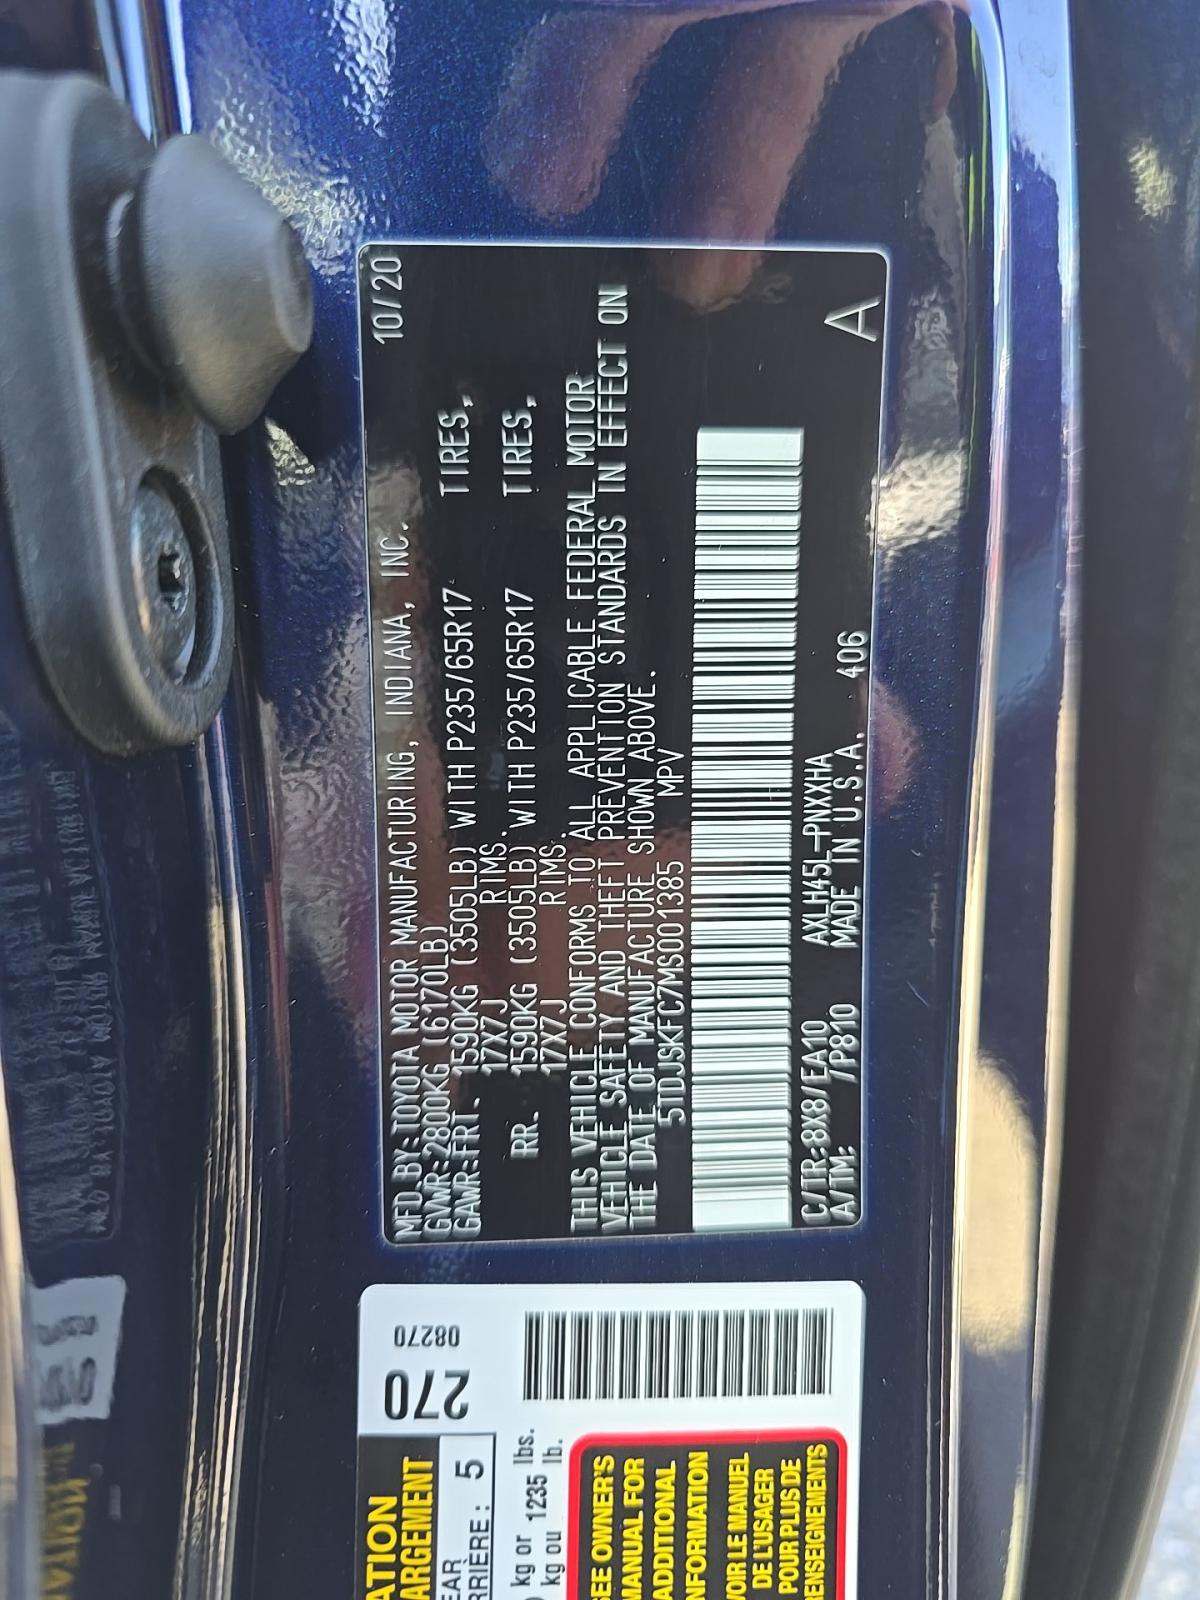 10/20
MFD.BY:TOYOTA MOTOR MANUFACTURING, INDIANA, INC.
GVWR:2800KG (6170LB)
GAWR:FRT. 1590KG (3505LB) WITH P235/65R17 TIRES,
17X7J RIMS.
RR. 1590KG (3505LB) WITH P235/65R17 TIRES,
17X7J RIMS.
THIS VEHICLE CONFORMS TO ALL APPLICABLE FEDERAL MOTOR
VEHICLE SAFETY AND THEFT PREVENTION STANDARDS IN EFFECT ON
THE DATE OF MANUFACTURE SHOWN ABOVE.
5TDJSKFC7MS001385 MPV
C/TR:8X8/EA10 AXLH45L-PNXXHA
A/TM: /P810 MADE IN U.S.A. 406
A
270
08270
ATION
ARGEMENT
EAR
RRIÈRE: 5
kg or 1235 lbs.
kg ou lb.
SEE OWNER'S
MANUAL FOR
ADDITIONAL
INFORMATION
VOIR LE MANUEL
DE L'USAGER
POUR PLUS DE
RENSEIGNEMENTS